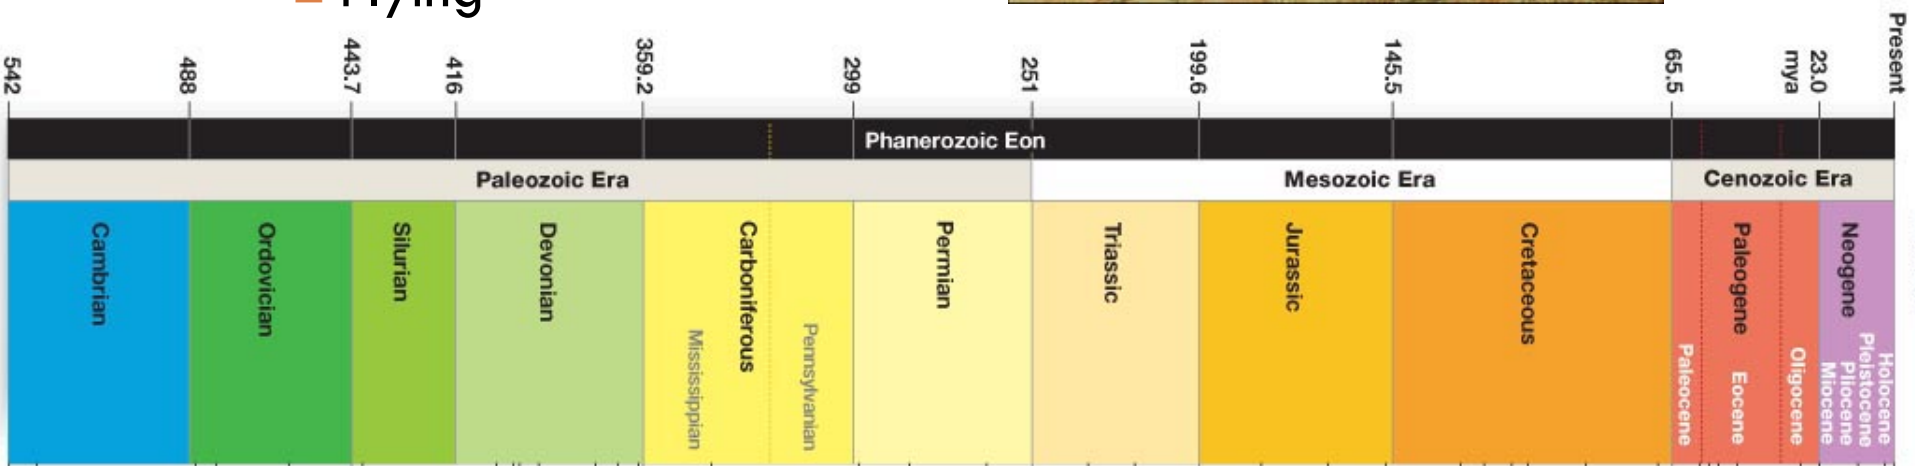 Flying
542
488
443.7
416
359.2
299
251
199.6
145.5
65.5
23.0
mya
Present
Phanerozoic Eon
Paleozoic Era
Mesozoic Era
Cenozoic Era
Cambrian
Ordovician
Silurian
Devonian
Carboniferous
Mississippian
Pennsylvanian
Permian
Triassic
Jurassic
Cretaceous
Paleogene
Paleocene
Eocene
Oligocene
Neogene
Miocene
Pliocene
Pleistocene
Holocene